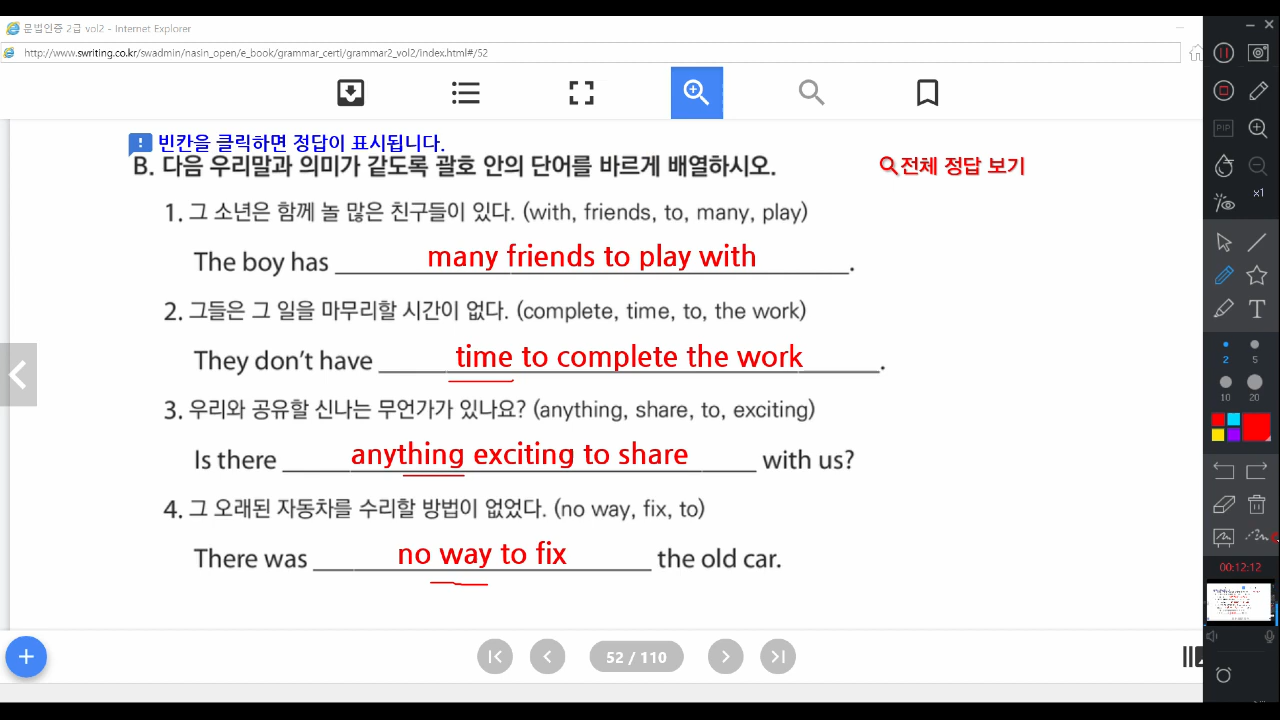 문법인증 2급 vol2 - Internet Explorer
http://www.swriting.co.kr/swadmin/nasin_open/e_book/grammar_certi/grammar2_vol2/index.html#/52
! 빈칸을 클릭하면 정답이 표시됩니다.
B. 다음 우리말과 의미가 같도록 괄호 안의 단어를 바르게 배열하시오.
전체 정답 보기
1. 그 소년은 함께 놀 많은 친구들이 있다. (with, friends, to, many, play)
The boy has many friends to play with.
2. 그들은 그 일을 마무리할 시간이 없다. (complete, time, to, the work)
They don't have time to complete the work.
3. 우리와 공유할 신나는 무언가가 있나요? (anything, share, to, exciting)
Is there anything exciting to share with us?
4. 그 오래된 자동차를 수리할 방법이 없었다. (no way, fix, to)
There was no way to fix the old car.
52 / 110
PIP
x1
T
2 5
10 20
00:12:12